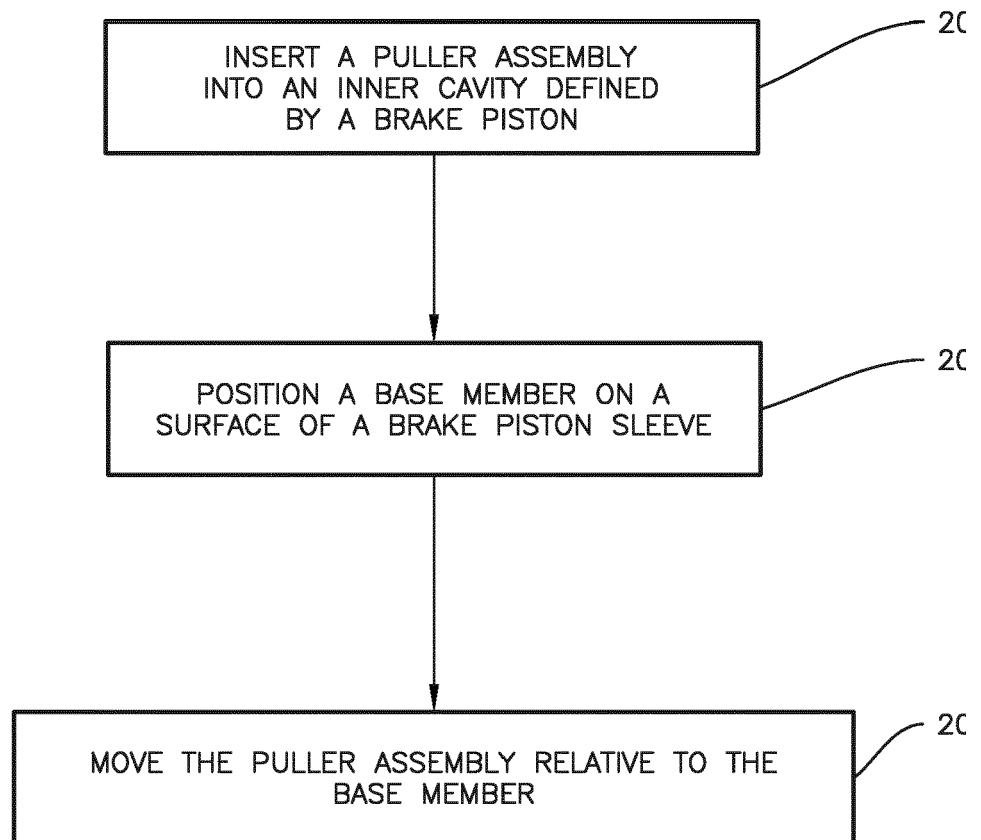 INSERT A PULLER ASSEMBLY
INTO AN INNER CAVITY DEFINED
BY A BRAKE PISTON
POSITION A BASE MEMBER ON A
SURFACE OF A BRAKE PISTON SLEEVE
MOVE THE PULLER ASSEMBLY RELATIVE TO THE
BASE MEMBER